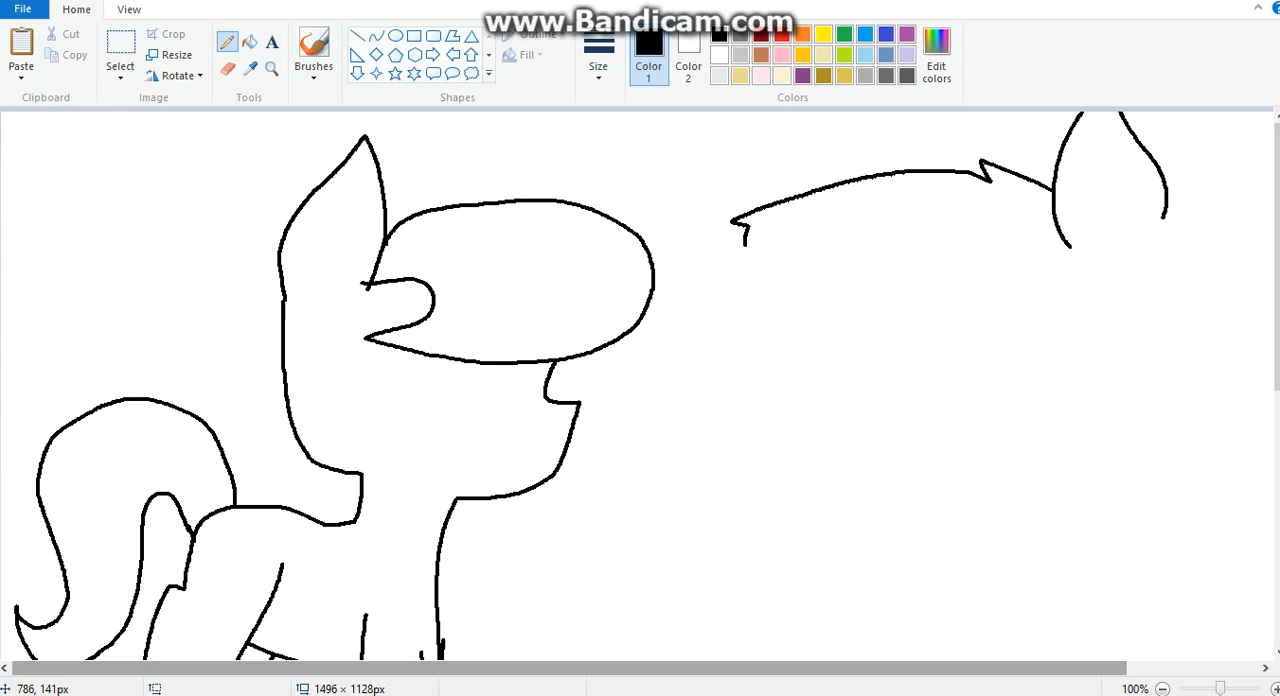 www.Bandicam.com
File Home View
Paste
Cut
Copy
Clipboard
Select
Crop
Resize
Rotate
Image
A
Tools
Brushes
Outline
Fill
Shapes
Size
Color 1
Color 2
Edit colors
Colors
786, 141px
1496 × 1128px
100%